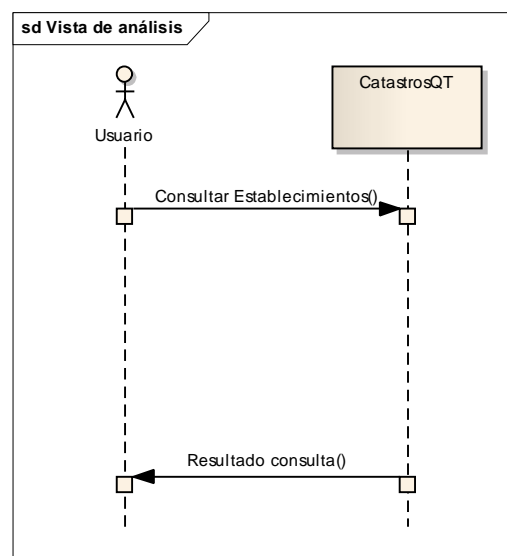 sd Vista de análisis
CatastrosQT
Usuario
Consultar Establecimientos()
Resultado consulta()